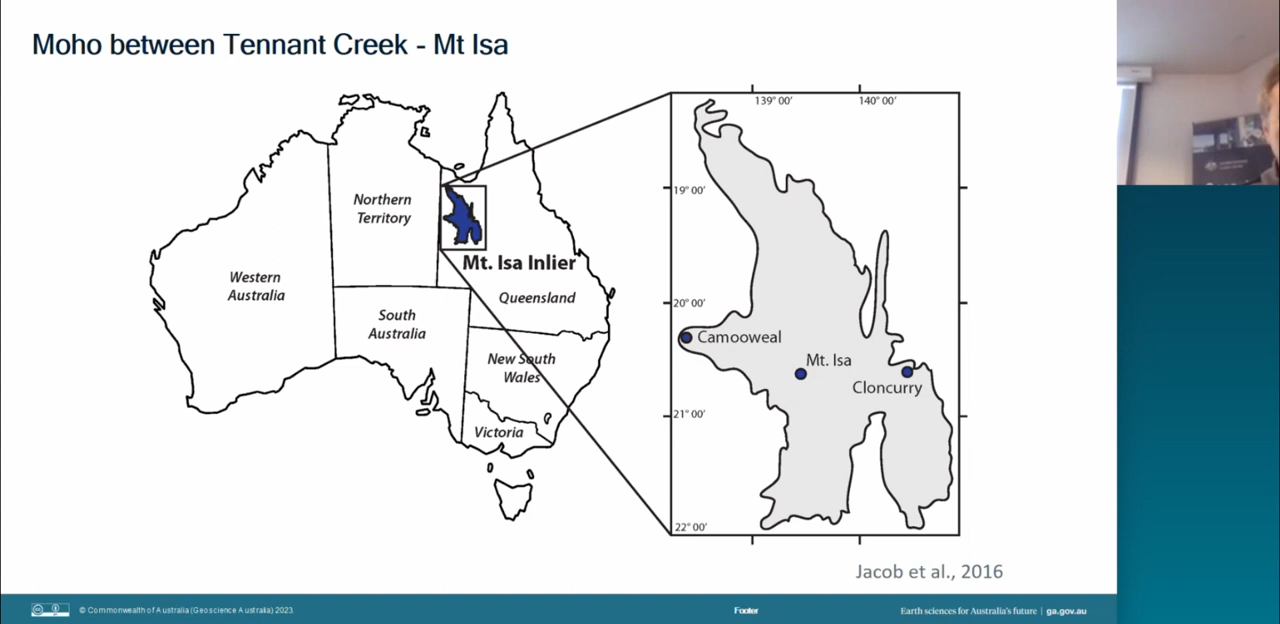 Moho between Tennant Creek - Mt Isa
139° 00'
140° 00'
19° 00'
Northern
Territory
Mt. Isa Inlier
Western
Australia
Queensland
20° 00'
South
Australia
Camooweal
New South
Wales
Mt. Isa
Cloncurry
21° 00'
Victoria
22° 00'
Jacob et al., 2016
© Commonwealth of Australia (Geoscience Australia) 2023
Footer
Earth sciences for Australia's future | ga.gov.au